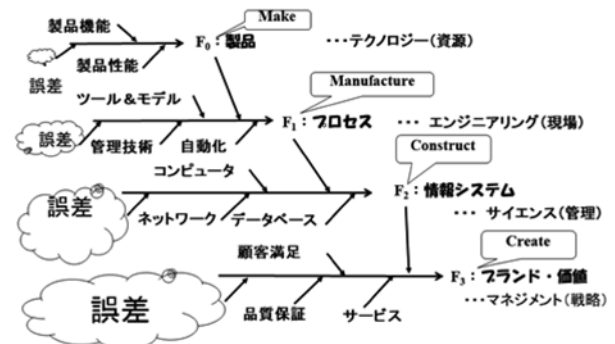 Make
製品機能
F₀：製品
･･･テクノロジー(資源)
製品性能
誤差
Manufacture
ツール＆モデル
誤差
F₁：プロセス
･･･ エンジニアリング(現場)
管理技術
自動化
Construct
コンピュータ
誤差
F₂：情報システム
ネットワーク
データベース
･･･ サイエンス(管理)
Create
顧客満足
F₃：ブランド・価値
誤差
･･･マネジメント(戦略)
品質保証
サービス